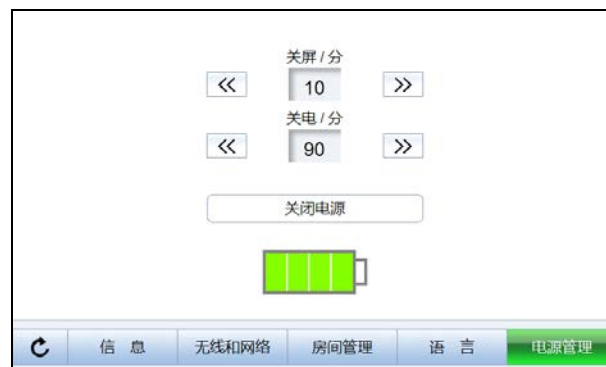 关屏 / 分
<< 10 >>
关电 / 分
<< 90 >>
关闭电源
信 息 无线和网络 房间管理 语 言 电源管理